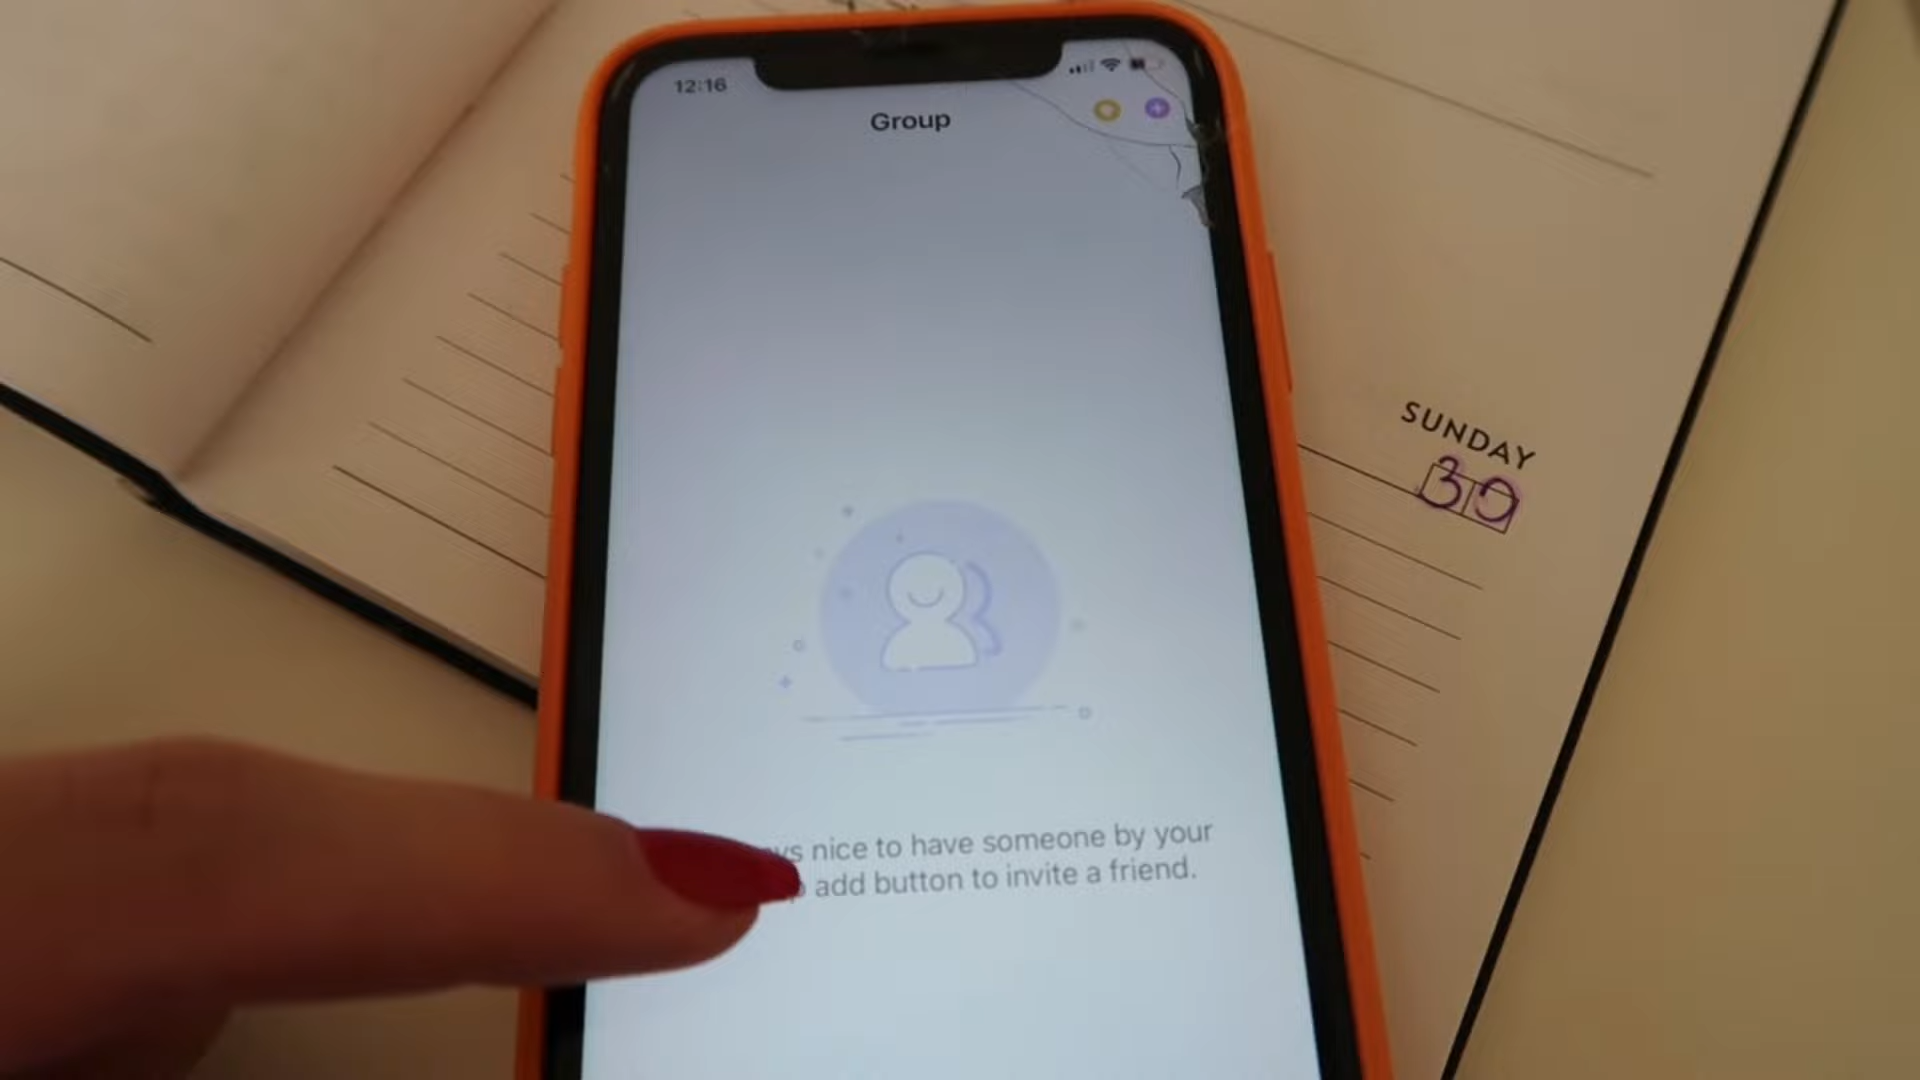 12:16
Group
nice to have someone by your
add button to invite a friend.
SUNDAY
30